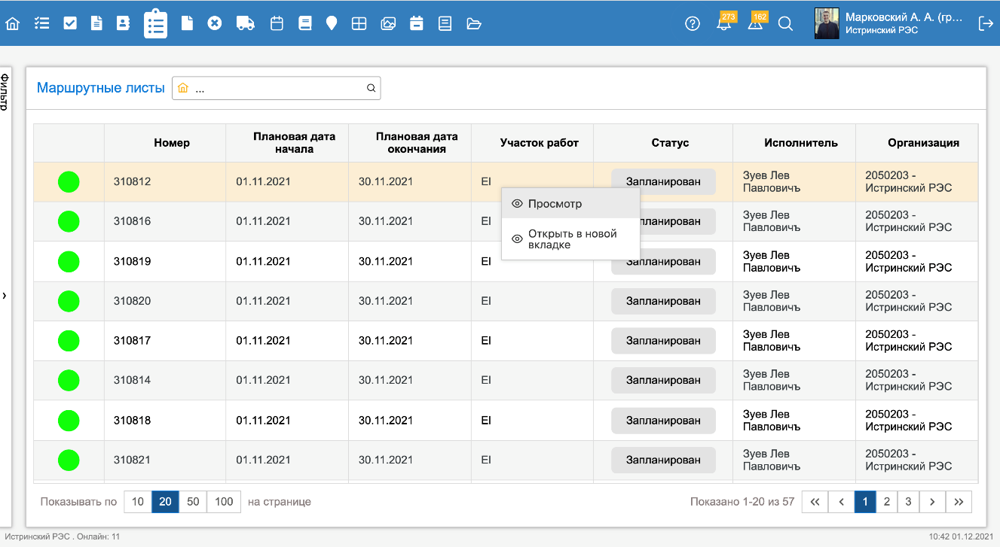 273
162
Марковский А. А. (гр...
Истринский РЭС
Фильтр
Маршрутные листы
...
Номер
Плановая дата
начала
Плановая дата
окончания
Участок работ
Статус
Исполнитель
Организация
310812 01.11.2021 30.11.2021 EI Запланирован Зуев Лев 2050203 -
Павловичъ Истринский РЭС
Просмотр
Открыть в новой
вкладке
310816 01.11.2021 30.11.2021 EI планирован Зуев Лев 2050203 -
Павловичъ Истринский РЭС
310819 01.11.2021 30.11.2021 EI Запланирован Зуев Лев 2050203 -
Павловичъ Истринский РЭС
310820 01.11.2021 30.11.2021 EI Запланирован Зуев Лев 2050203 -
Павловичъ Истринский РЭС
310817 01.11.2021 30.11.2021 EI Запланирован Зуев Лев 2050203 -
Павловичъ Истринский РЭС
310814 01.11.2021 30.11.2021 EI Запланирован Зуев Лев 2050203 -
Павловичъ Истринский РЭС
310818 01.11.2021 30.11.2021 EI Запланирован Зуев Лев 2050203 -
Павловичъ Истринский РЭС
310821 01.11.2021 30.11.2021 EI Запланирован Зуев Лев 2050203 -
Павловичъ Истринский РЭС
Показывать по 10 20 50 100 на странице
Показано 1-20 из 57 « ‹ 1 2 3 › »
Истринский РЭС . Онлайн: 11
10:42 01.12.2021